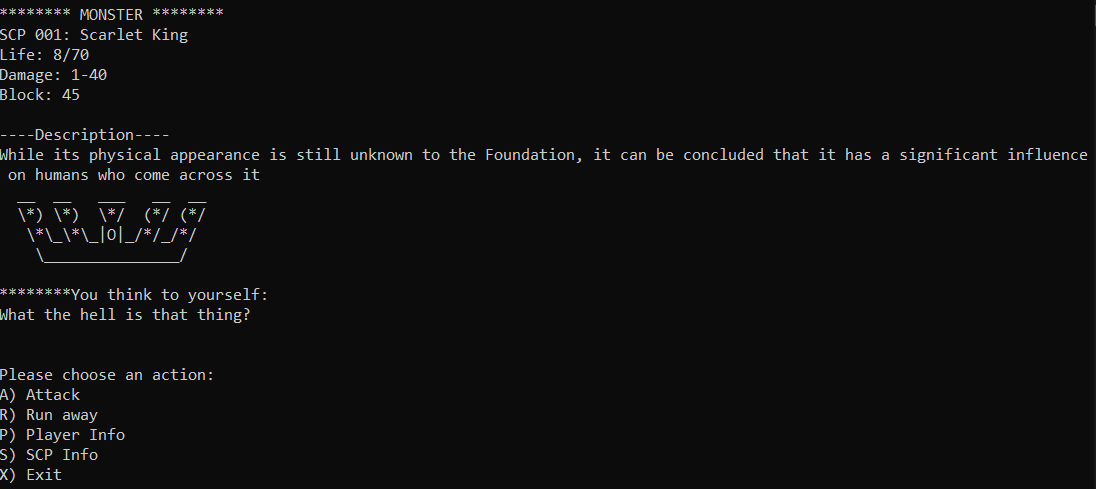 ******** MONSTER ********
SCP 001: Scarlet King
Life: 8/70
Damage: 1-40
Block: 45
----Description----
While its physical appearance is still unknown to the Foundation, it can be concluded that it has a significant influence
on humans who come across it
  __  __   ___   __  __
  \*) \*)  \*/  (*/ (*/
   \*\_\*\_|O|_/*/_/*/
    \_______________/
********You think to yourself:
What the hell is that thing?
Please choose an action:
A) Attack
R) Run away
P) Player Info
S) SCP Info
X) Exit